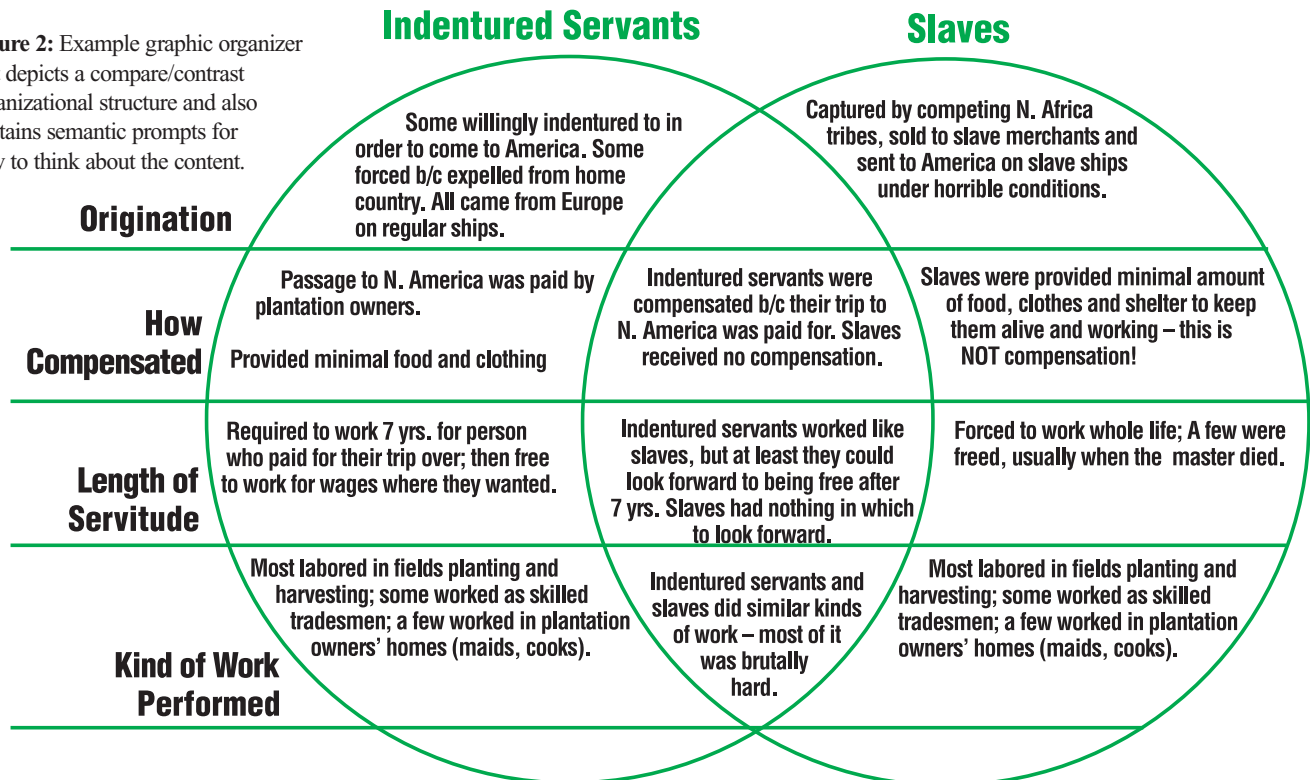 Indentured Servants
Slaves
ure 2: Example graphic organizer
t depicts a compare/contrast
anizational structure and also
tains semantic prompts for
y to think about the content.
Some willingly indentured to in
order to come to America. Some
forced b/c expelled from home
country. All came from Europe
on regular ships.
Captured by competing N. Africa
tribes, sold to slave merchants and
sent to America on slave ships
under horrible conditions.
Origination
Passage to N. America was paid by
plantation owners.
Provided minimal food and clothing
Indentured servants were
compensated b/c their trip to
N. America was paid for. Slaves
received no compensation.
Slaves were provided minimal amount
of food, clothes and shelter to keep
them alive and working – this is
NOT compensation!
How
Compensated
Required to work 7 yrs. for person
who paid for their trip over; then free
to work for wages where they wanted.
Indentured servants worked like
slaves, but at least they could
look forward to being free after
7 yrs. Slaves had nothing in which
to look forward.
Forced to work whole life; A few were
freed, usually when the master died.
Length of
Servitude
Most labored in fields planting and
harvesting; some worked as skilled
tradesmen; a few worked in plantation
owners’ homes (maids, cooks).
Indentured servants and
slaves did similar kinds
of work – most of it
was brutally
hard.
Most labored in fields planting and
harvesting; some worked as skilled
tradesmen; a few worked in plantation
owners’ homes (maids, cooks).
Kind of Work
Performed